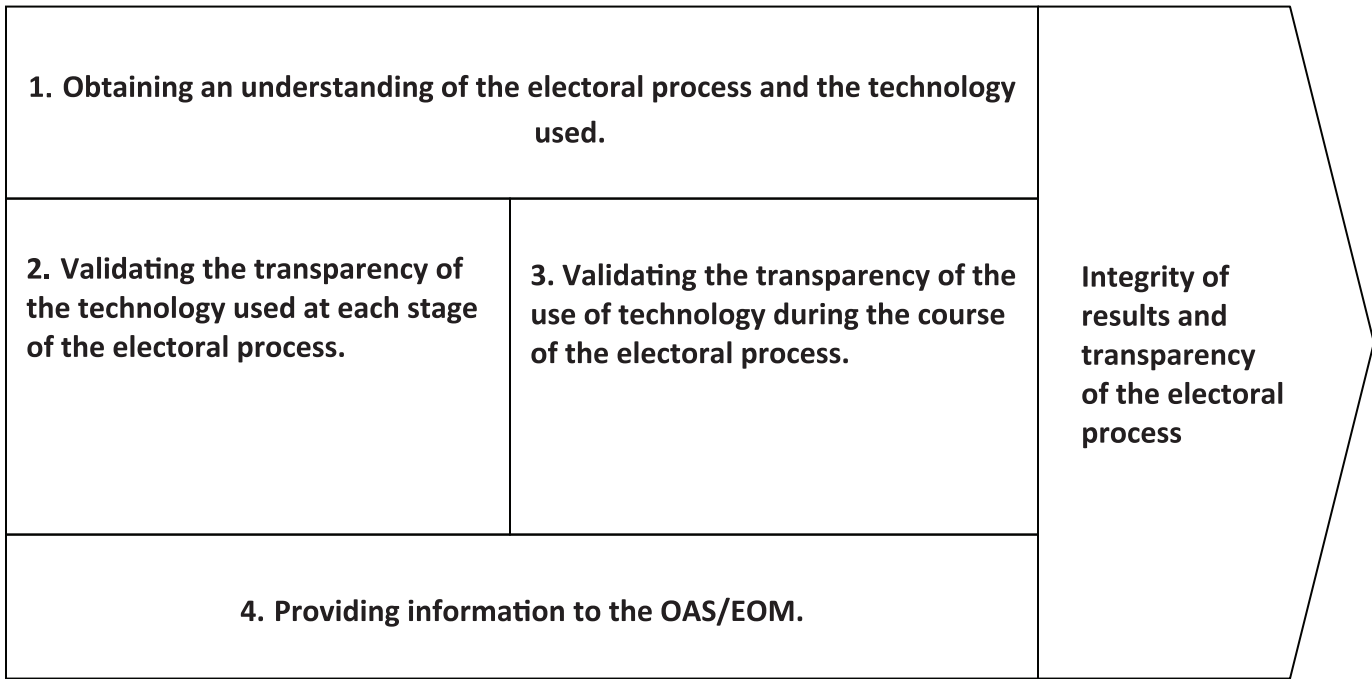 1. Obtaining an understanding of the electoral process and the technology
used.
2. Validating the transparency of
the technology used at each stage
of the electoral process.
3. Validating the transparency of the
use of technology during the course
of the electoral process.
Integrity of
results and
transparency
of the electoral
process
4. Providing information to the OAS/EOM.